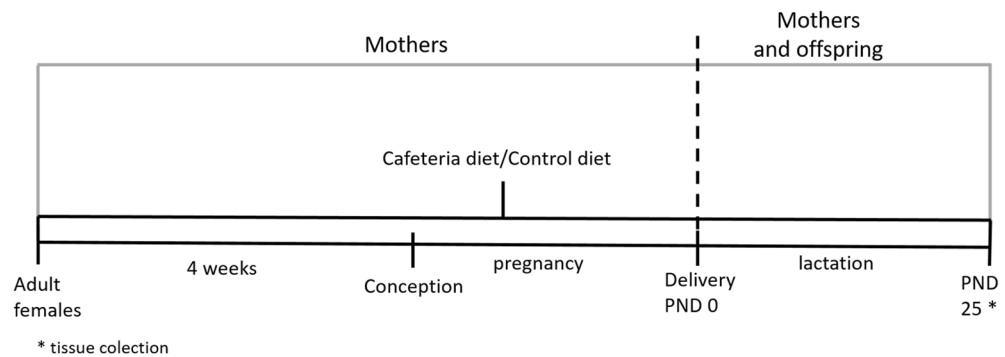 Mothers
Mothers
and offspring
Cafeteria diet/Control diet
4 weeks
pregnancy
lactation
Adult
females
Conception
Delivery
PND 0
PND
25 *
* tissue colection